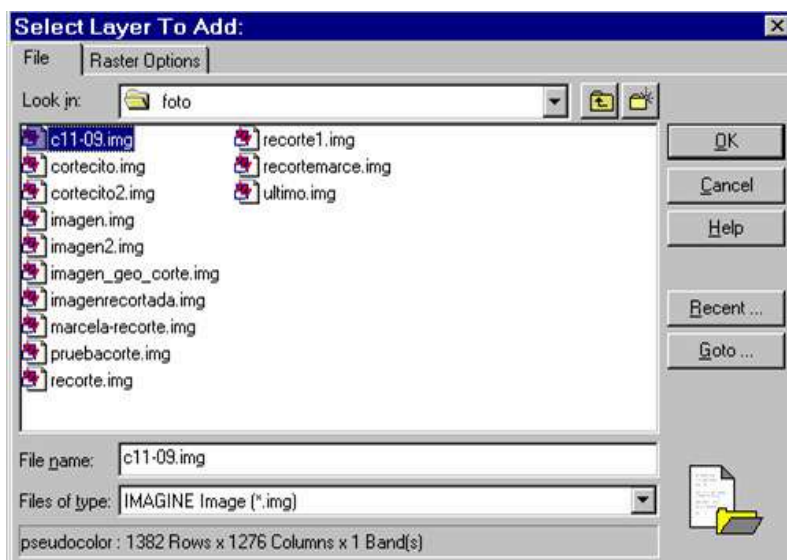 Select Layer To Add:
File
Raster Options
Look in:
foto
c11-09.img
cortecito.img
cortecito2.img
imagen.img
imagen2.img
imagen_geo_corte.img
imagenrecortada.img
marcela-recorte.img
pruebacorte.img
recorte.img
recorte1.img
recortemarce.img
ultimo.img
OK
Cancel
Help
Recent ...
Goto ...
File name:
c11-09.img
Files of type:
IMAGINE Image (*.img)
pseudocolor : 1382 Rows x 1276 Columns x 1 Band(s)